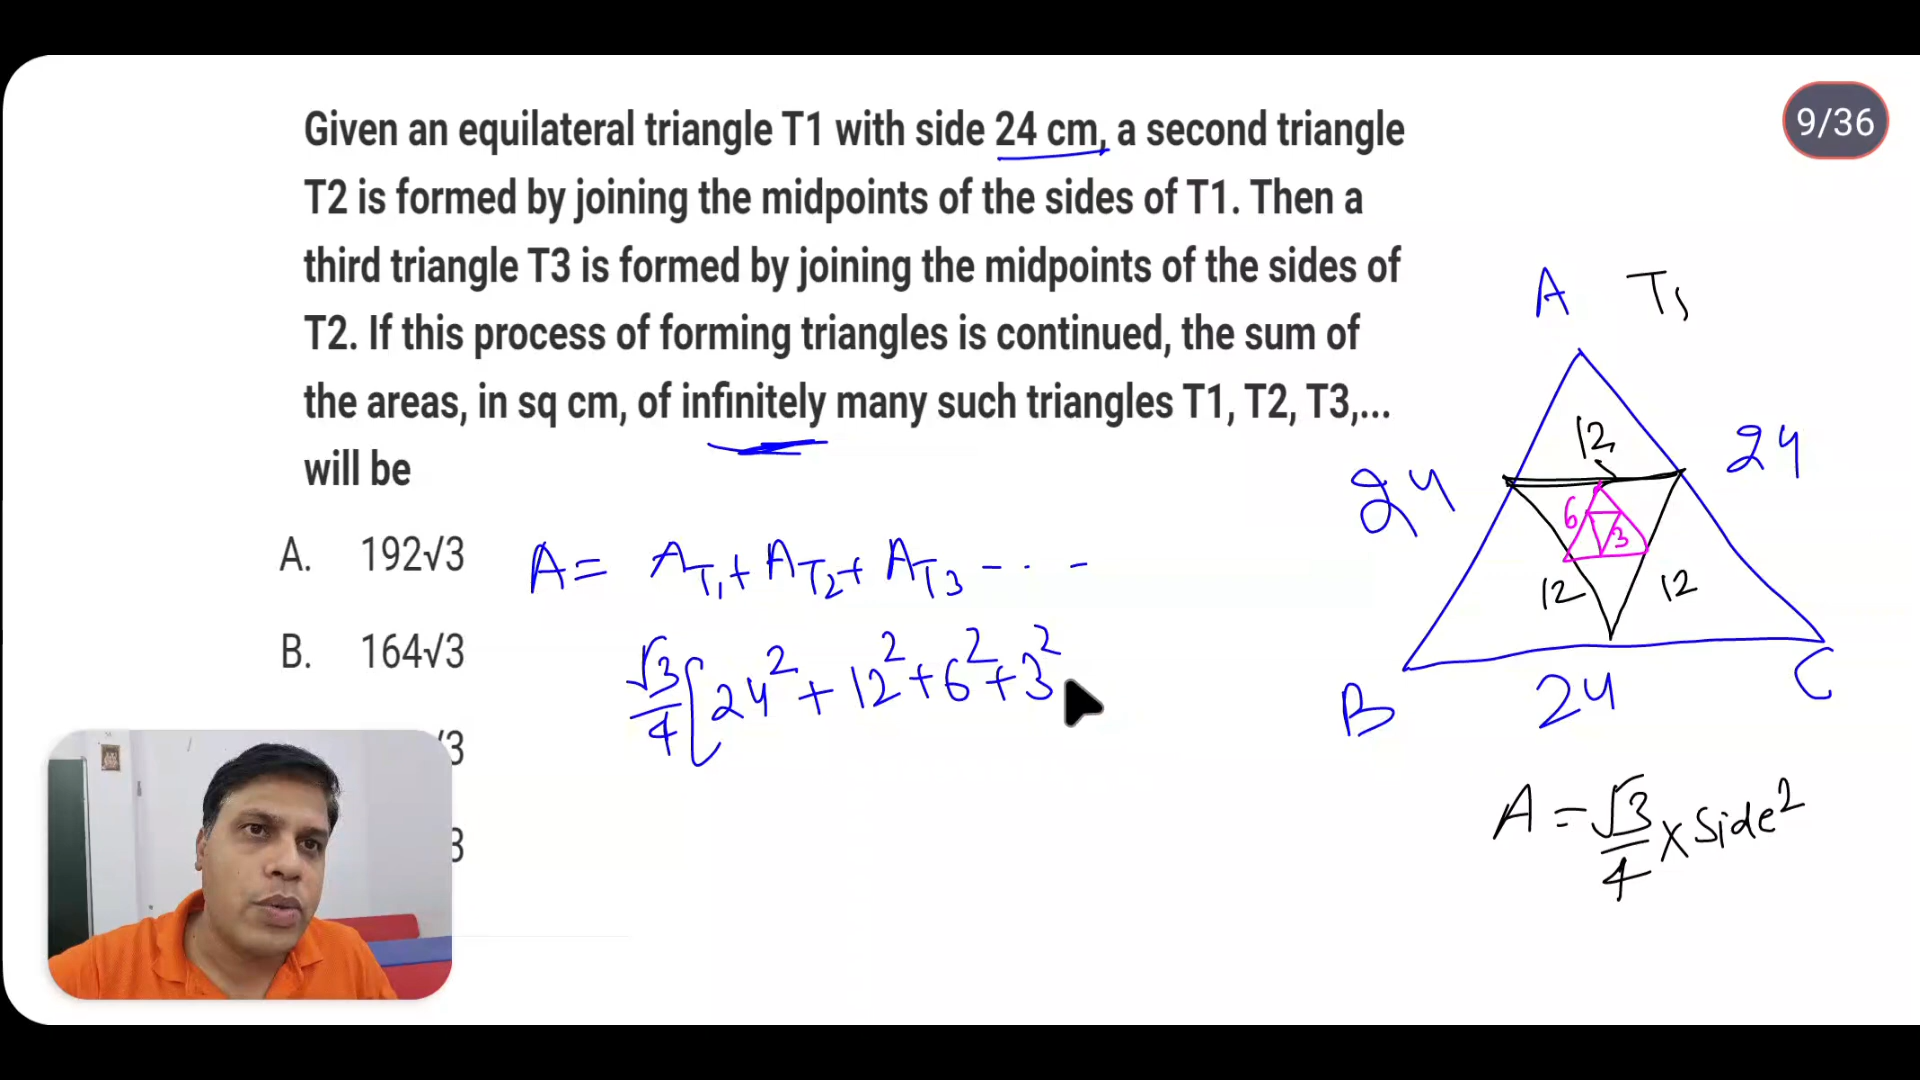 9/36
Given an equilateral triangle T1 with side 24 cm, a second triangle
T2 is formed by joining the midpoints of the sides of T1. Then a
third triangle T3 is formed by joining the midpoints of the sides of
T2. If this process of forming triangles is continued, the sum of
the areas, in sq cm, of infinitely many such triangles T1, T2, T3,...
will be
A. 192√3
B. 164√3
√3
3
A = A_T1 + A_T2 + A_T3 - - -
√3/4 [ 24² + 12² + 6² + 3²
A T1
12
24 24
6 3
12 12
B 24 C
A = √3/4 × Side²